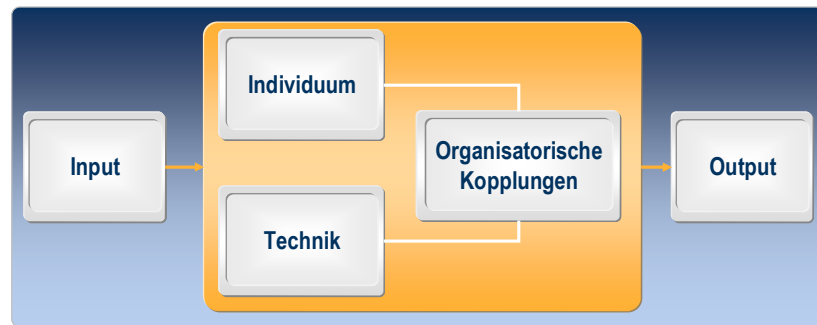 Individuum
Input
Organisatorische
Kopplungen
Output
Technik